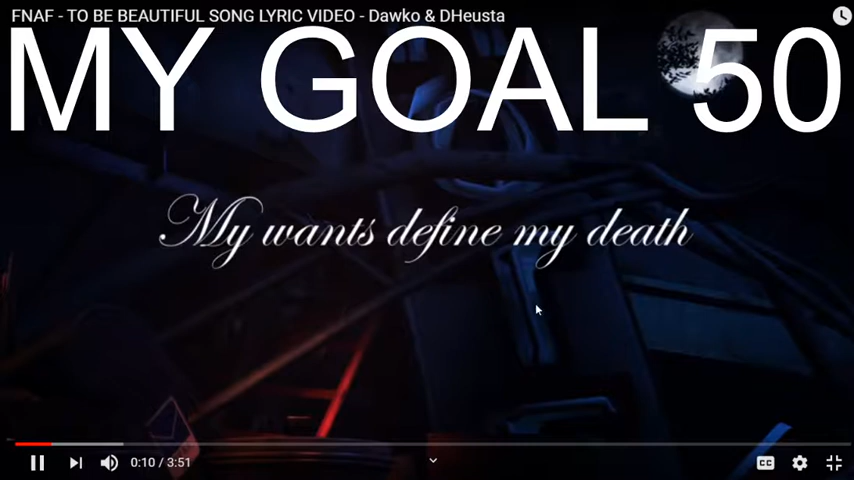 FNAF - TO BE BEAUTIFUL SONG LYRIC VIDEO - Dawko & DHeusta
MY GOAL 50
My wants define my death
0:10 / 3:51
CC